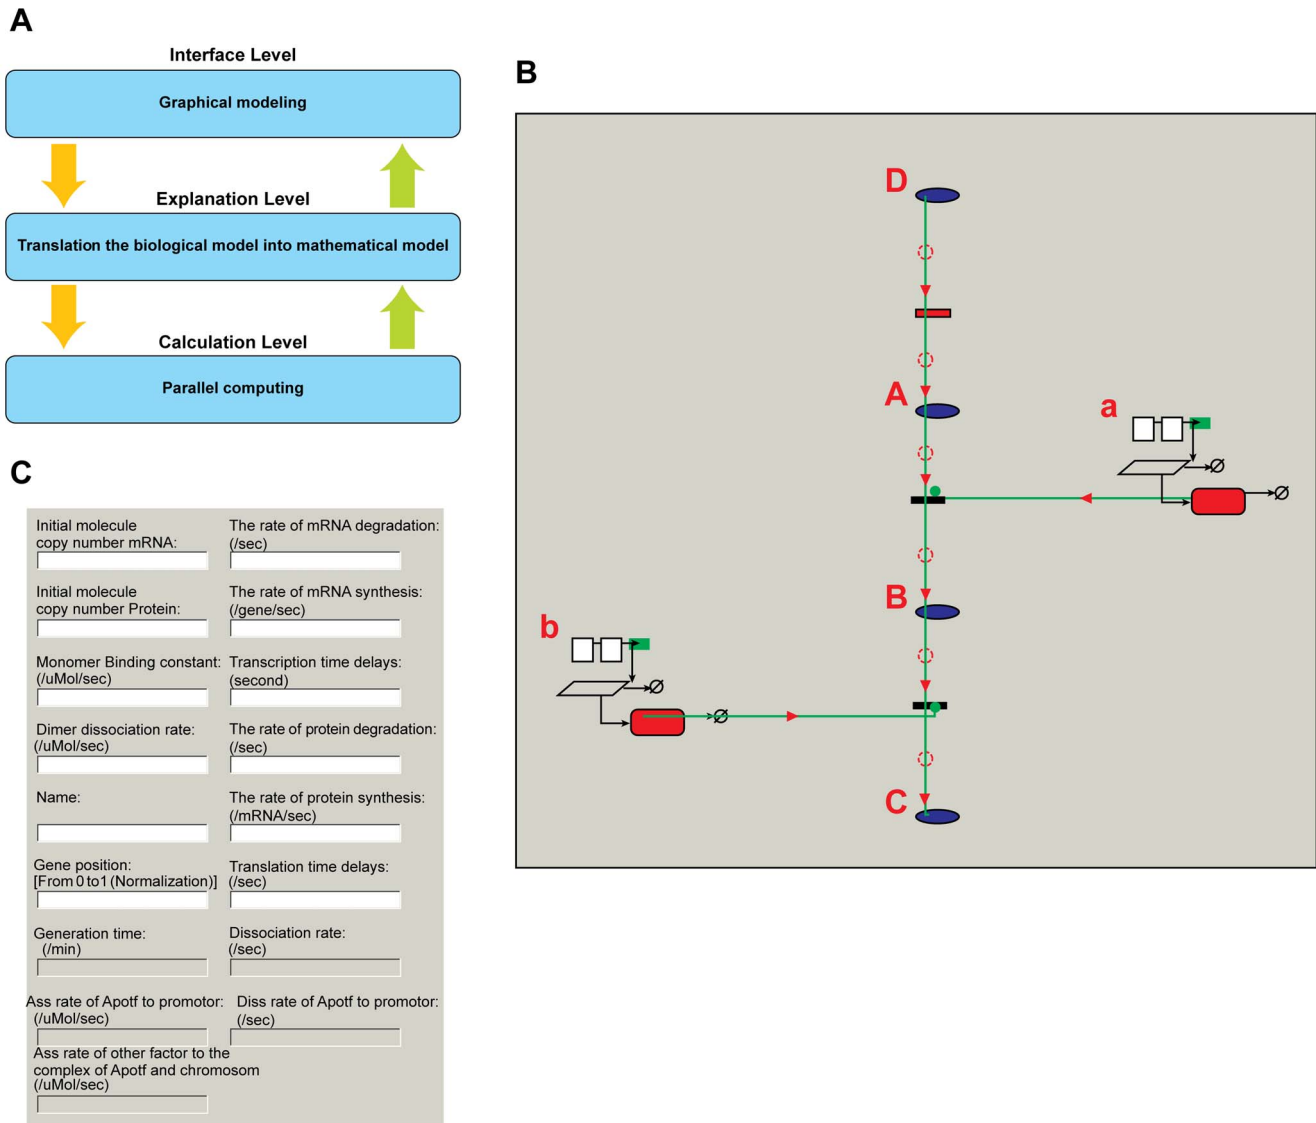 A
Interface Level
Graphical modeling
Explanation Level
Translation the biological model into mathematical model
Calculation Level
Parallel computing
B
D
A
a
B
b
C
C
Initial molecule
copy number mRNA:
The rate of mRNA degradation:
(/sec)
Initial molecule
copy number Protein:
The rate of mRNA synthesis:
(/gene/sec)
Monomer Binding constant:
(/uMol/sec)
Transcription time delays:
(second)
Dimer dissociation rate:
(/uMol/sec)
The rate of protein degradation:
(/sec)
Name:
The rate of protein synthesis:
(/mRNA/sec)
Gene position:
[From 0 to1 (Normalization)]
Translation time delays:
(/sec)
Generation time:
(/min)
Dissociation rate:
(/sec)
Ass rate of Apotf to promotor:
(/uMol/sec)
Diss rate of Apotf to promotor:
(/sec)
Ass rate of other factor to the
complex of Apotf and chromosom
(/uMol/sec)